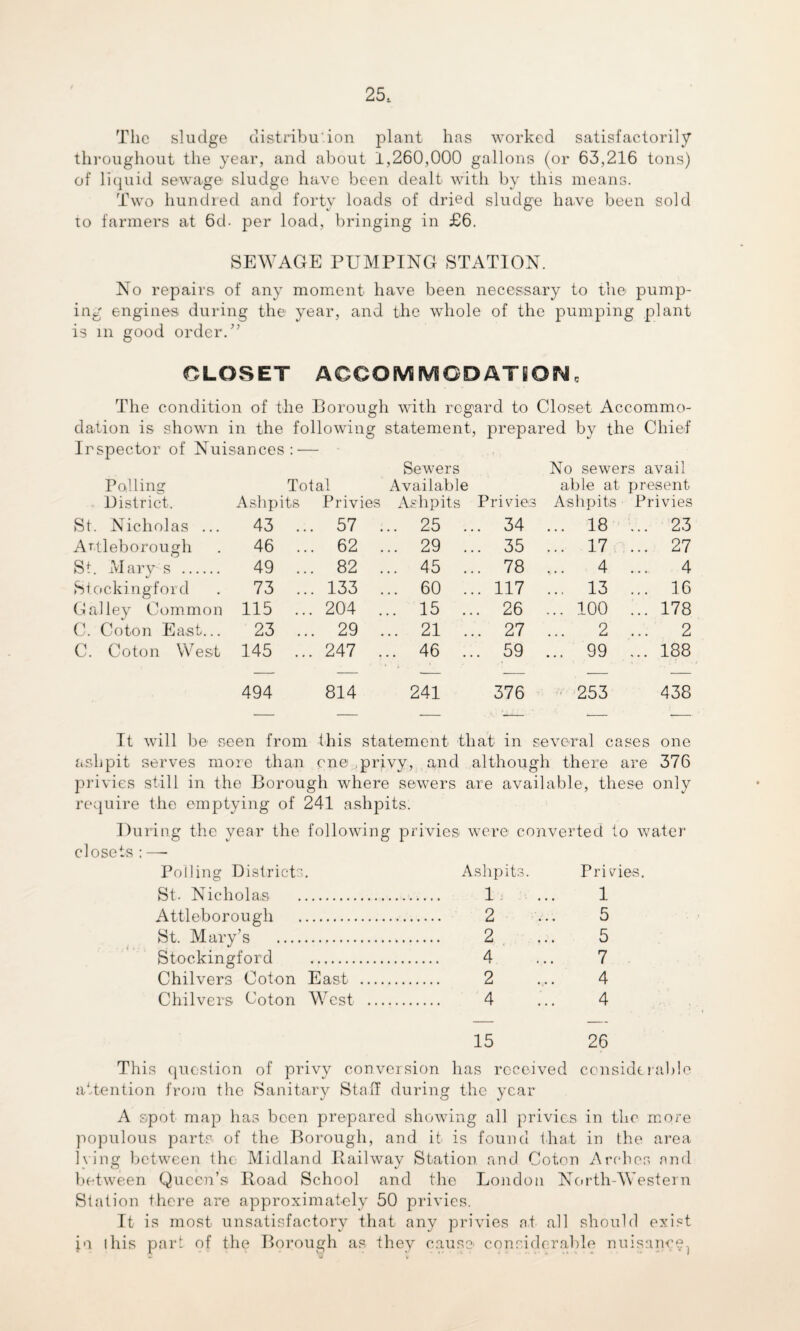 25.
The sludge distribu'.ion plant has worked satisfactorily
throughout the year, and about 1,260,000 gallons (or 63,216 tons)
of liquid sewage sludge have been dealt with by this means.
Two hundred and forty loads of dried sludge have been sold
to farmers at 6d. per load, bringing in £6.
SEWAGE PUMPING STATION.
No repairs of any moment have been necessary to the pump-
ing engines during the year, and the whole of the pumping plant
is in good order.”
CLOSET ACCOMMODATION.
The condition of the Borough with regard to Closet Accommo-
dation is shown in the following statement, prepared by the Chief
Irspector of Nuisances:—
Sewers No sewers avail
Polling Total Available able at present
District. Ashpits Privies Ashpits Privies Ashpits Privies
St. Nicholas ... 43 ... 57 ... 25 ... 34 ... 18 ... 23
Attleborough . 46 ... 62 ... 29 ... 35 ... 17 ... 27
St. Mary s ...... 49 ... 82 ... 45 ... 78 ... 4 ... 4
Stockingford . 73 ... 133 ... 60 ... 117 ... 13 ... 16
Galley Common 115 ... 204 ... 15 ... 26 ... 100 ... 178
C. Coton East... 23 ... 29 ... 21 ... 27 ... 2 ... 2
C. Coton West 145 ... 247 ... 46 ... 59 ... 99 ... 188
494 814 241 376 253 438
It will be seen from this statement that in several cases one
ashpit serves more than one privy, and although there are 376
privies still in the Borough where sewers are available, these only
require the emptying of 241 ashpits.
During the year the following privies were converted to water
closets:—
Polling Districts. Ashpits. Privies.
St. Nicholas ........................ 1 ... 1
Attleborough ........................ 2 ... 5
St. Mary’s ........................ 2 ... 5
Stockingford ..................... 4 ... 7
Chilvers Coton East ............ 2 ... 4
Chilvers Coton West ............ 4 ... 4
15 26
This question of privy conversion has received considerable
attention from the Sanitary Staff during the year
A spot map has been prepared showing all privies in the more
populous parts of the Borough, and it is found that in the area
lying between the Midland Railway Station and Coton Arches and
between Queen’s Road School and the London North-Western
Station there are approximately 50 privies.
It is most unsatisfactory that any privies at all should exist
in this part of the Borough as they cause considerable nuisance,